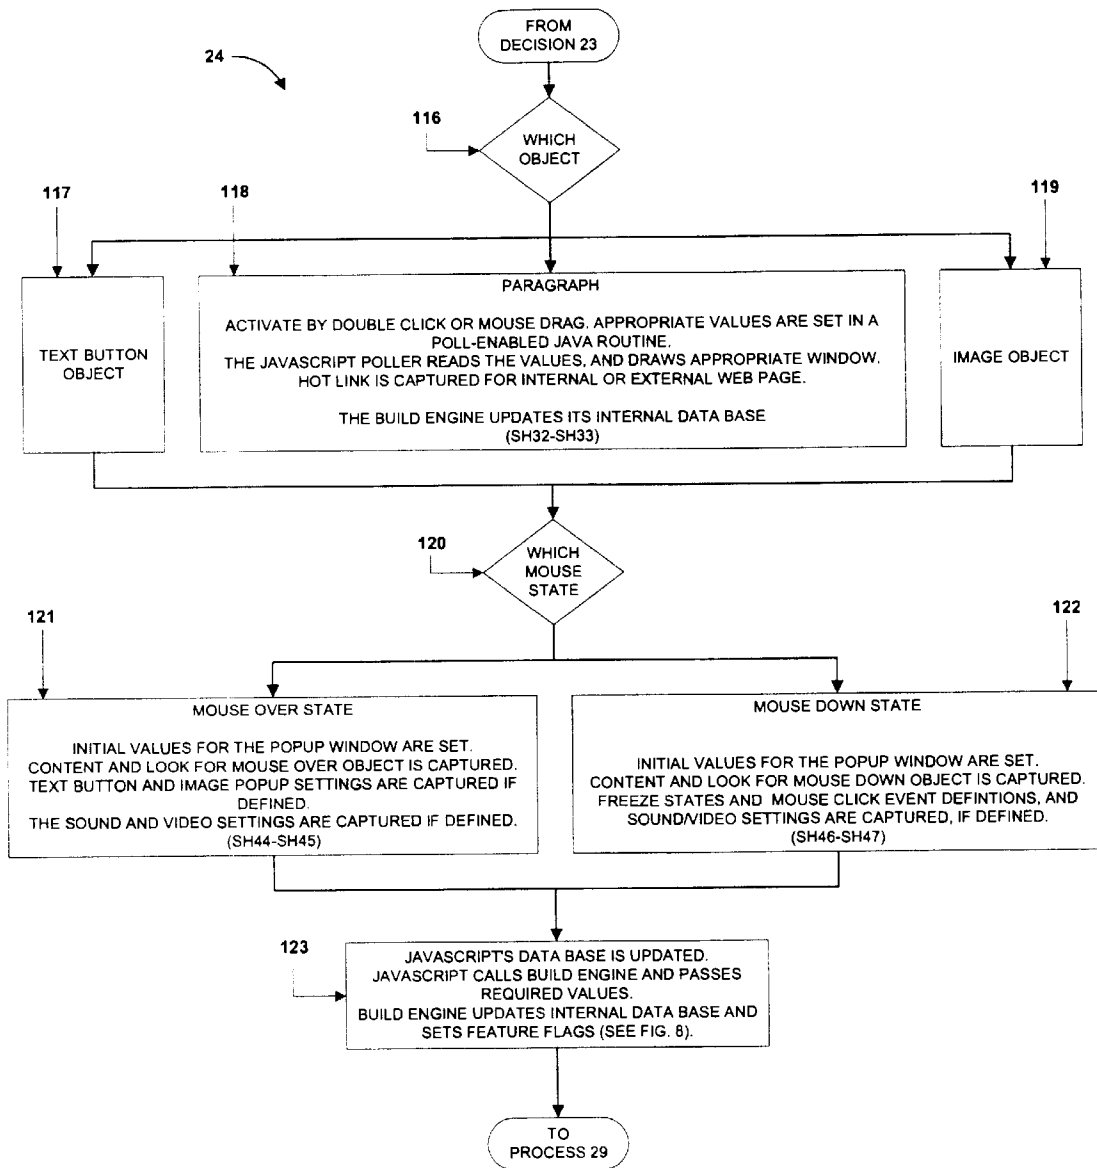 FROM
DECISION 23
24
116
WHICH
OBJECT
117
118
119
TEXT BUTTON
OBJECT
PARAGRAPH
ACTIVATE BY DOUBLE CLICK OR MOUSE DRAG. APPROPRIATE VALUES ARE SET IN A
POLL-ENABLED JAVA ROUTINE.
THE JAVASCRIPT POLLER READS THE VALUES, AND DRAWS APPROPRIATE WINDOW.
HOT LINK IS CAPTURED FOR INTERNAL OR EXTERNAL WEB PAGE.
THE BUILD ENGINE UPDATES ITS INTERNAL DATA BASE
(SH32-SH33)
IMAGE OBJECT
120
WHICH
MOUSE
STATE
121
122
MOUSE OVER STATE
INITIAL VALUES FOR THE POPUP WINDOW ARE SET.
CONTENT AND LOOK FOR MOUSE OVER OBJECT IS CAPTURED.
TEXT BUTTON AND IMAGE POPUP SETTINGS ARE CAPTURED IF
DEFINED.
THE SOUND AND VIDEO SETTINGS ARE CAPTURED IF DEFINED.
(SH44-SH45)
MOUSE DOWN STATE
INITIAL VALUES FOR THE POPUP WINDOW ARE SET.
CONTENT AND LOOK FOR MOUSE DOWN OBJECT IS CAPTURED.
FREEZE STATES AND MOUSE CLICK EVENT DEFINTIONS, AND
SOUND/VIDEO SETTINGS ARE CAPTURED, IF DEFINED.
(SH46-SH47)
123
JAVASCRIPT'S DATA BASE IS UPDATED.
JAVASCRIPT CALLS BUILD ENGINE AND PASSES
REQUIRED VALUES.
BUILD ENGINE UPDATES INTERNAL DATA BASE AND
SETS FEATURE FLAGS (SEE FIG. 8).
TO
PROCESS 29